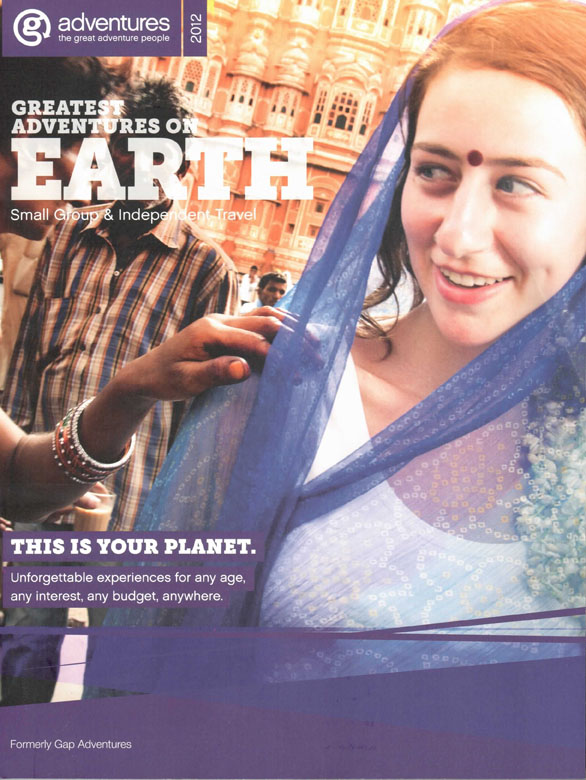 g adventures
the great adventure people
2012
GREATEST
ADVENTURES ON
EARTH
Small Group & Independent Travel
THIS IS YOUR PLANET.
Unforgettable experiences for any age,
any interest, any budget, anywhere.
Formerly Gap Adventures